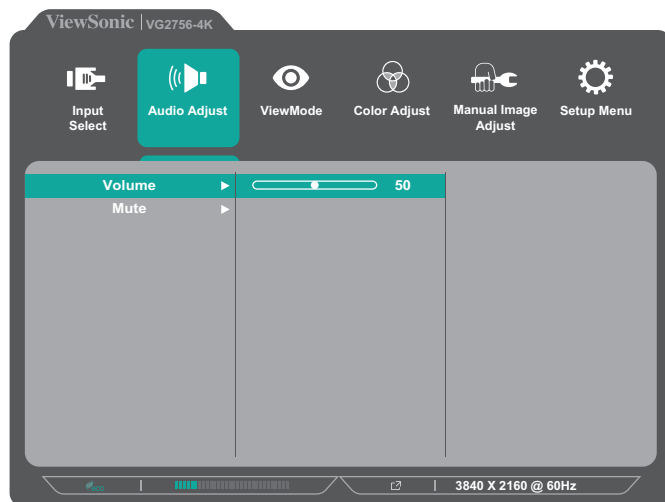 ViewSonic VG2756-4K
Input
Select
Audio Adjust
ViewMode
Color Adjust
Manual Image
Adjust
Setup Menu
Volume
50
Mute
eco
3840 X 2160 @ 60Hz